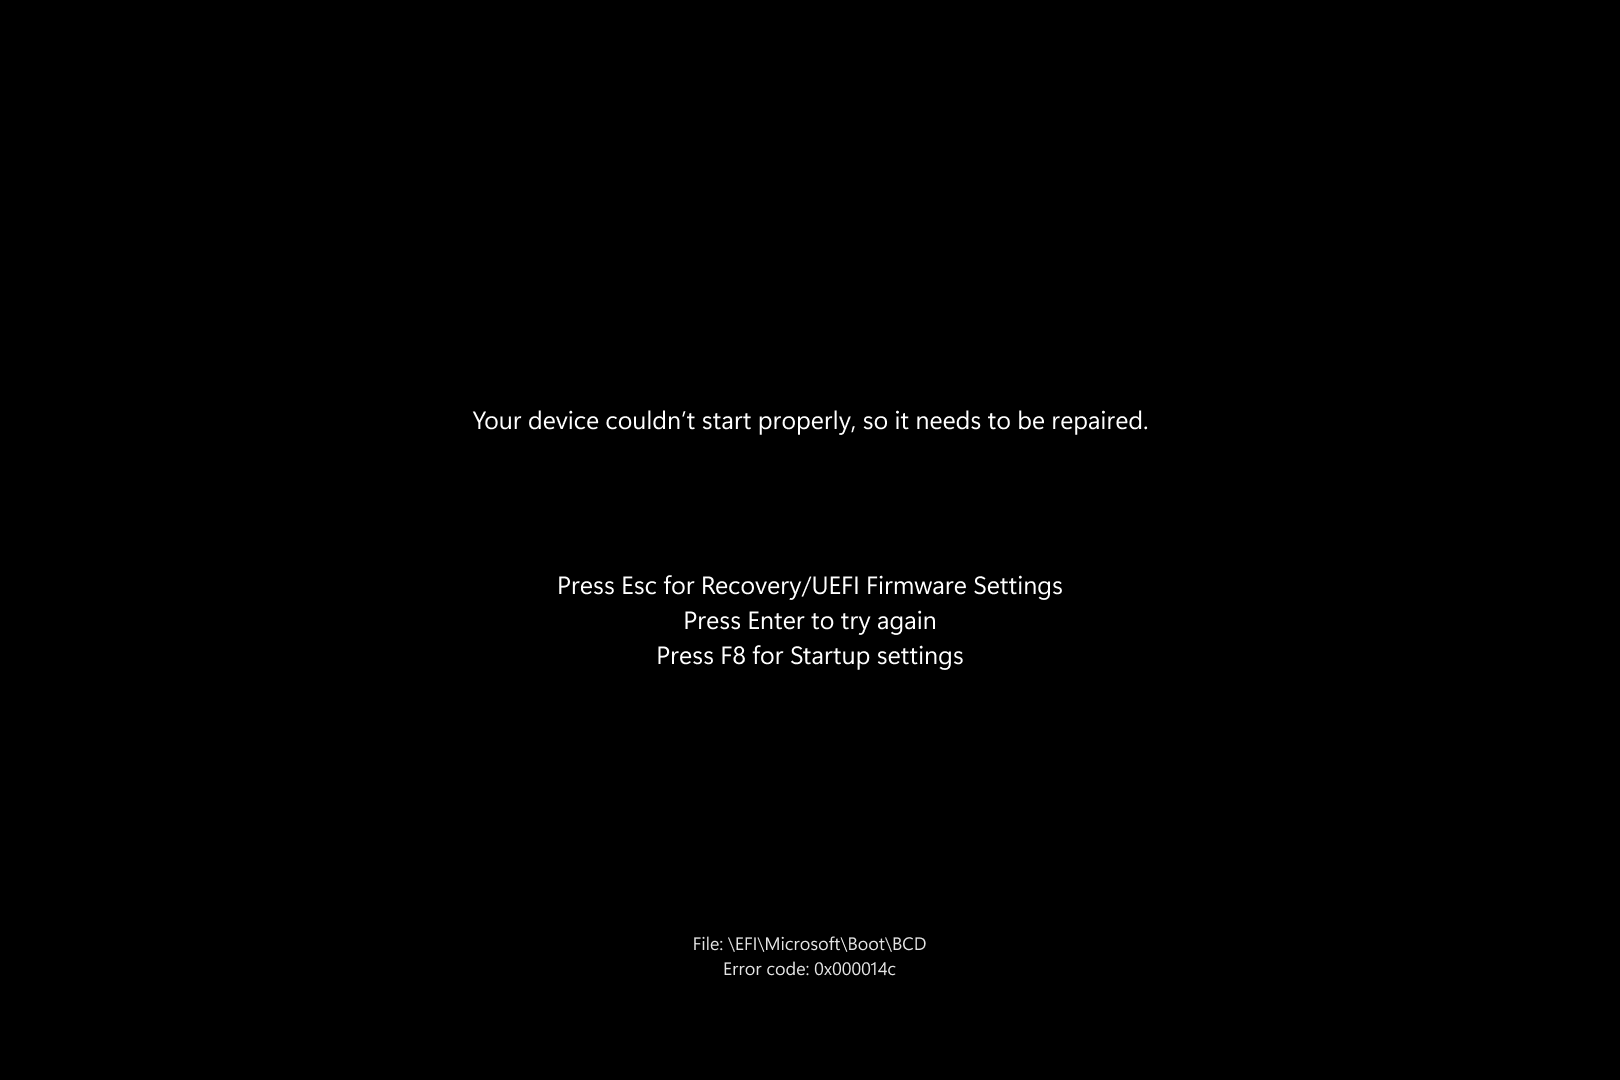 Your device couldn’t start properly, so it needs to be repaired.
Press Esc for Recovery/UEFI Firmware Settings
Press Enter to try again
Press F8 for Startup settings
File: \EFI\Microsoft\Boot\BCD
Error code: 0x000014c